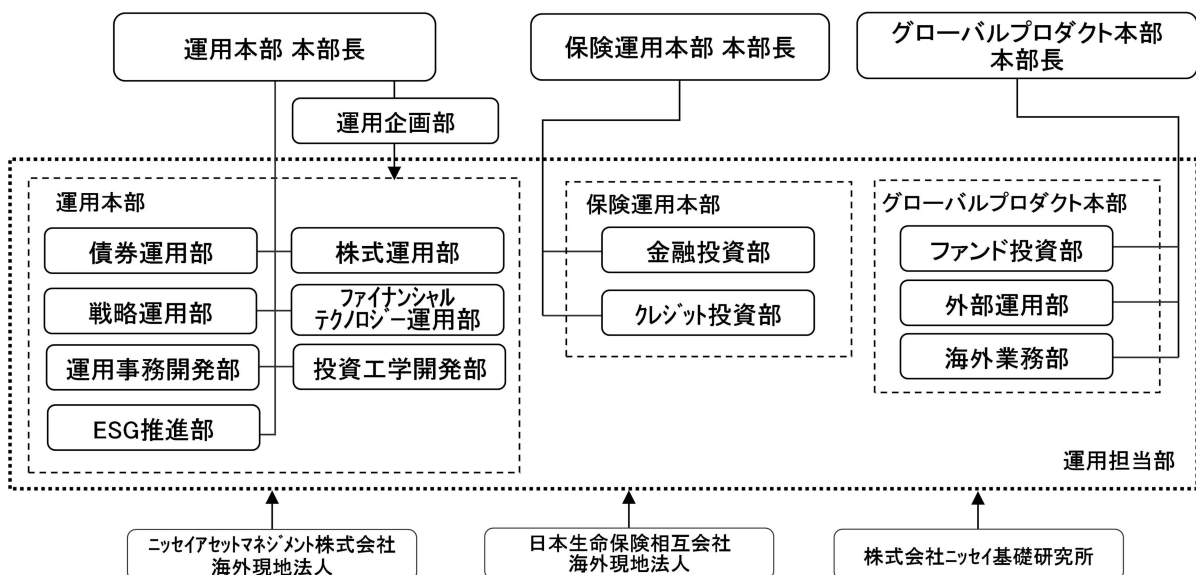 運用本部 本部長
保険運用本部 本部長
グローバルプロダクト本部
本部長
運用企画部
運用本部
債券運用部
株式運用部
戦略運用部
ファイナンシャル
テクノロジー運用部
運用事務開発部
投資工学開発部
ESG推進部
保険運用本部
金融投資部
クレジット投資部
グローバルプロダクト本部
ファンド投資部
外部運用部
海外業務部
運用担当部
ニッセイアセットマネジメント株式会社
海外現地法人
日本生命保険相互会社
海外現地法人
株式会社ニッセイ基礎研究所